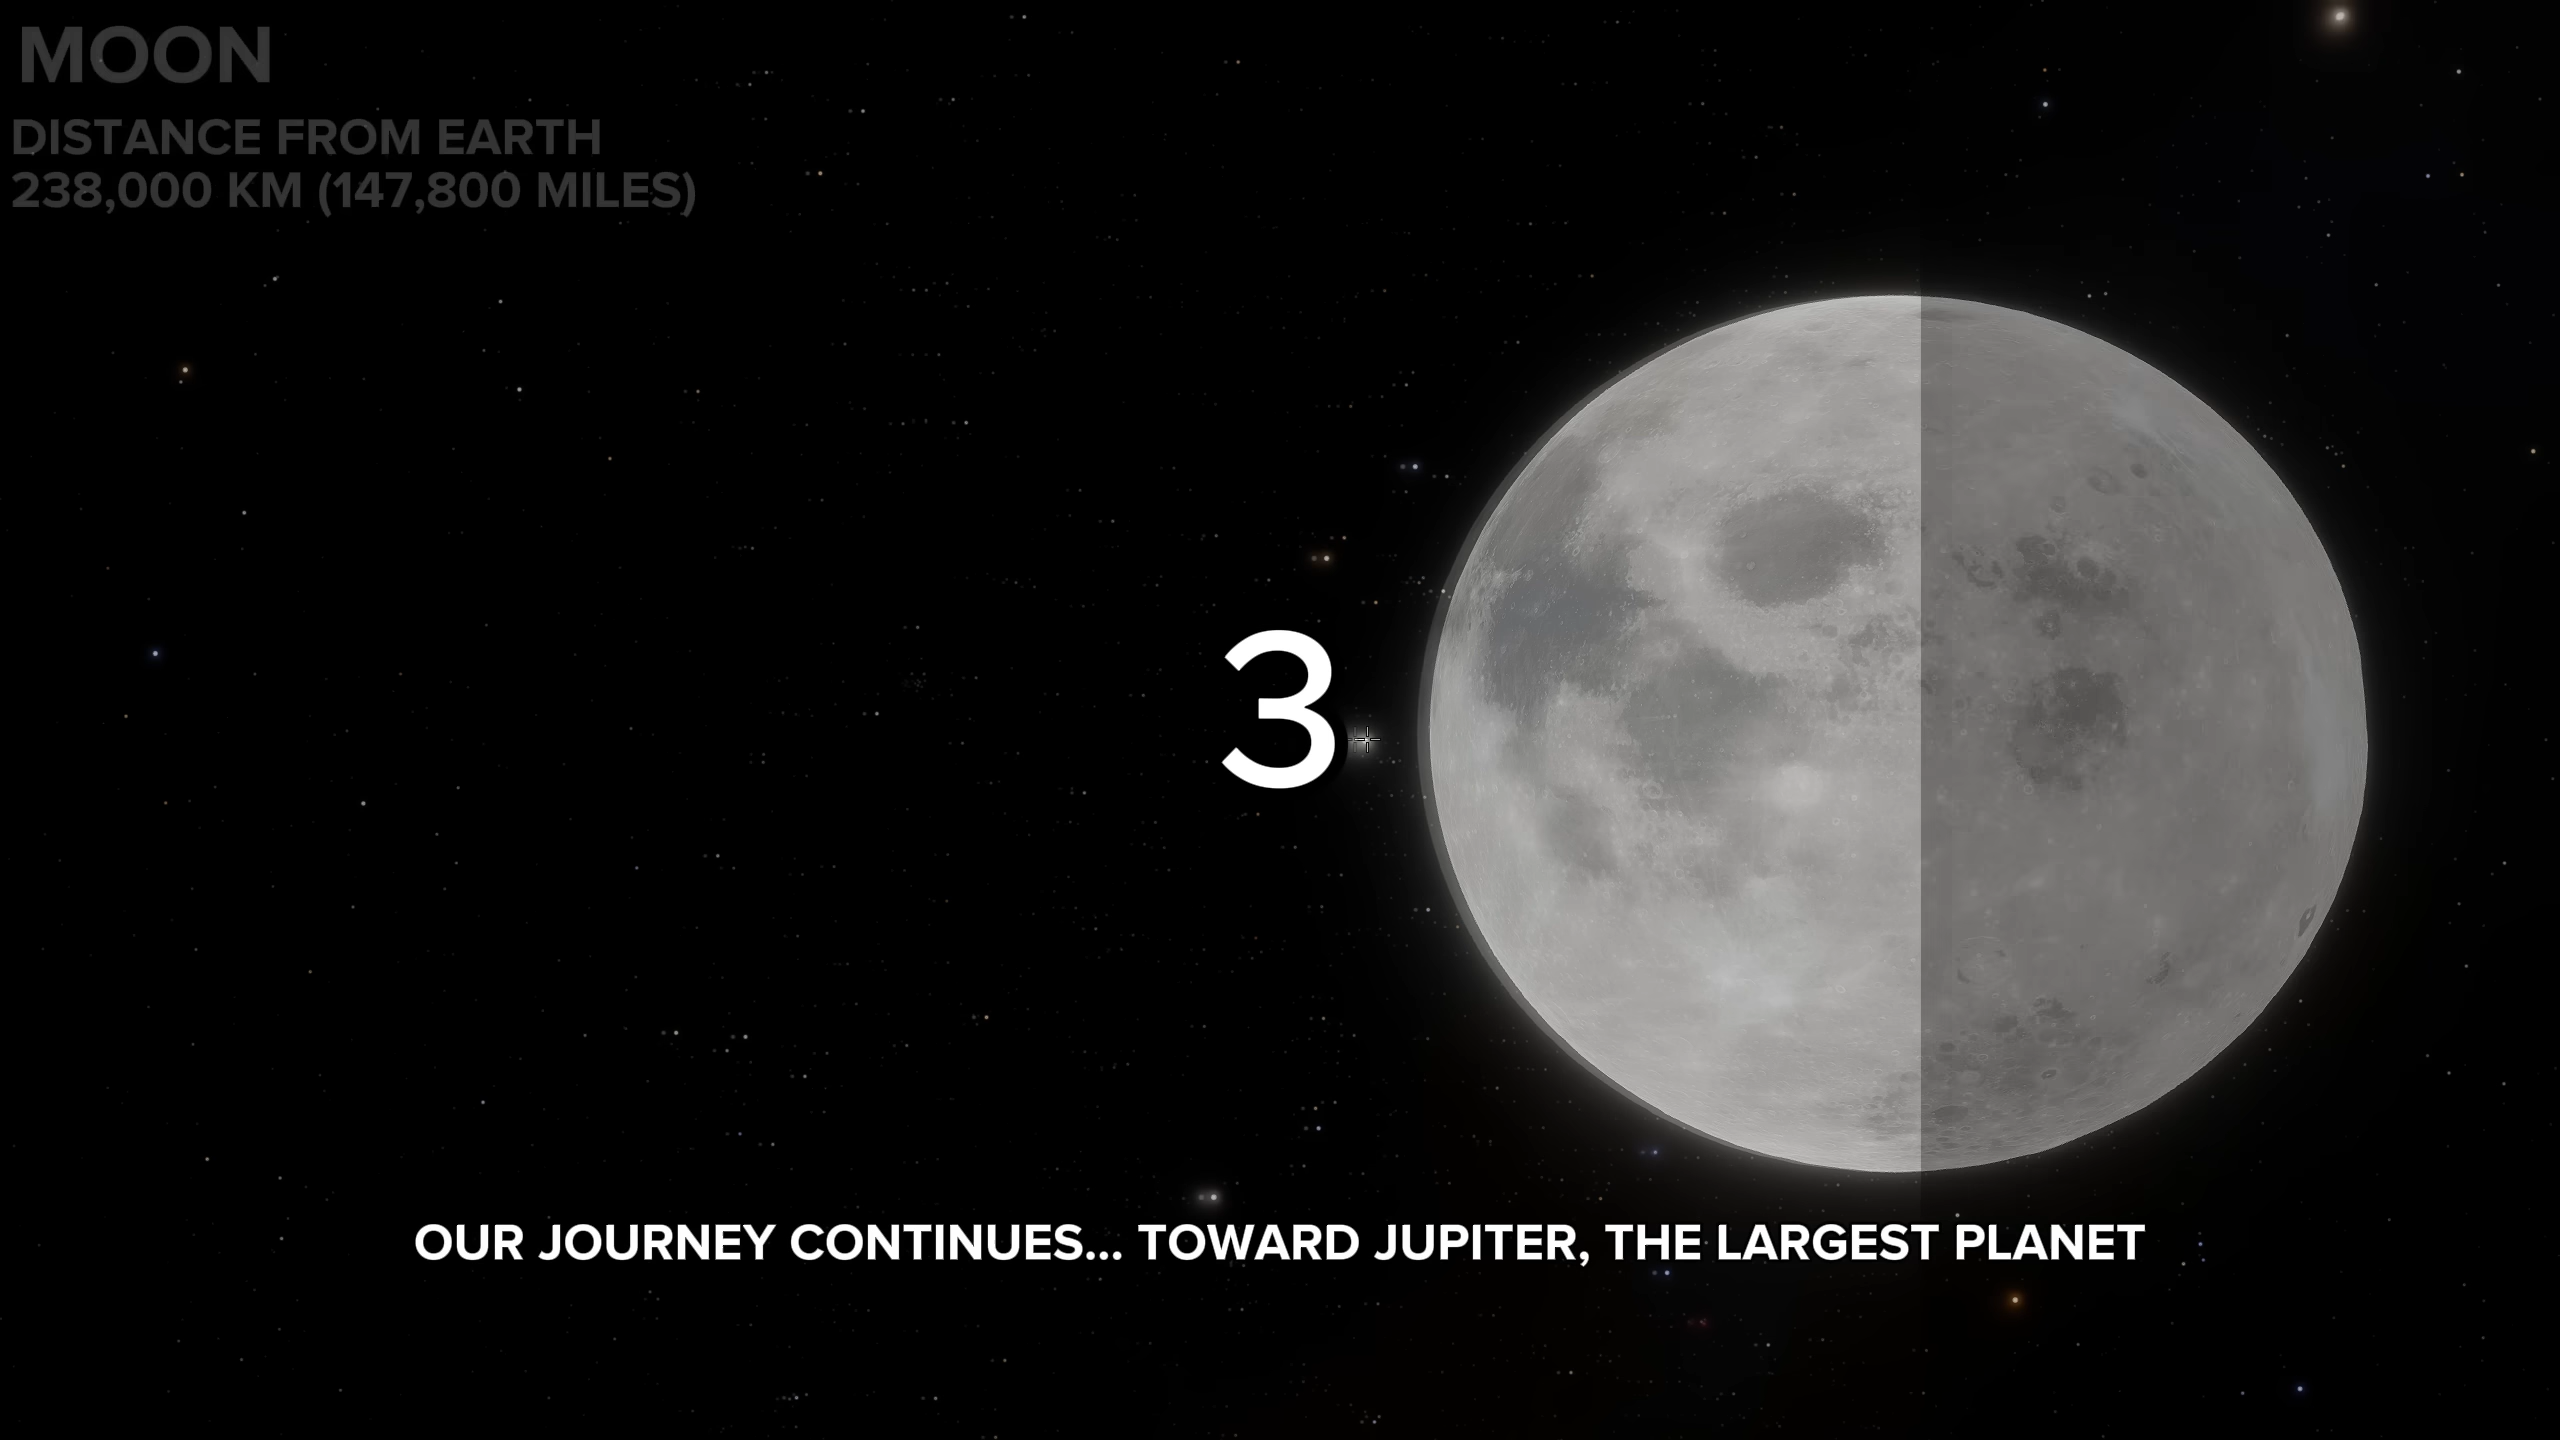 MOON
DISTANCE FROM EARTH
238,000 KM (147,800 MILES)
3
OUR JOURNEY CONTINUES... TOWARD JUPITER, THE LARGEST PLANET